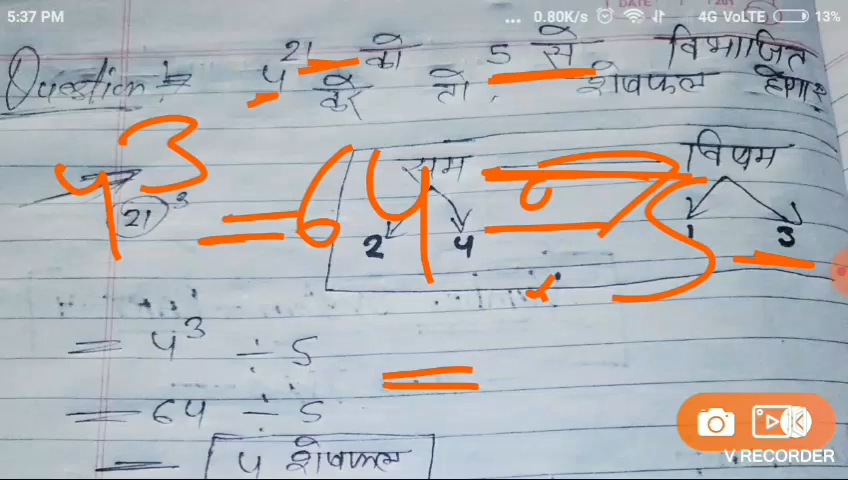 5:37 PM ... 0.80K/s 4G VoLTE 13%
DATE
Question :- 4²¹ को 5 से विभाजित
करे तो, शेषफल होगा?
4³ = 64 ÷ 5
सम विषम
21 3
2 4 1 3
= 4³ ÷ 5
= 64 ÷ 5
= 4 शेषफल
V RECORDER